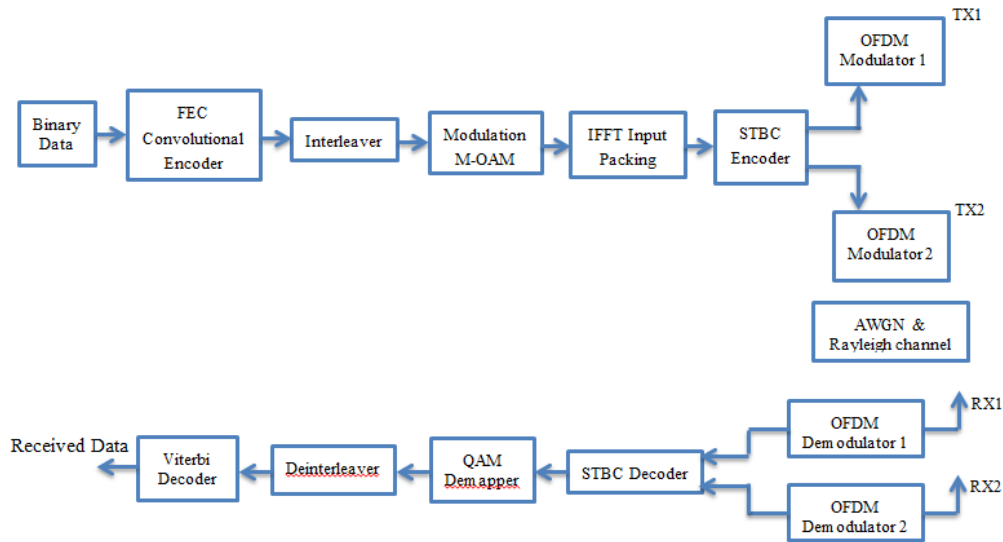 TX1
OFDM
Modulator 1
Binary
Data
FEC
Convolutional
Encoder
Interleaver
Modulation
M-OAM
IFFT Input
Packing
STBC
Encoder
TX2
OFDM
Modulator 2
AWGN &
Rayleigh channel
RX1
OFDM
Demodulator 1
Received Data
Viterbi
Decoder
Deinterleaver
QAM
Demapper
STBC Decoder
RX2
OFDM
Demodulator 2